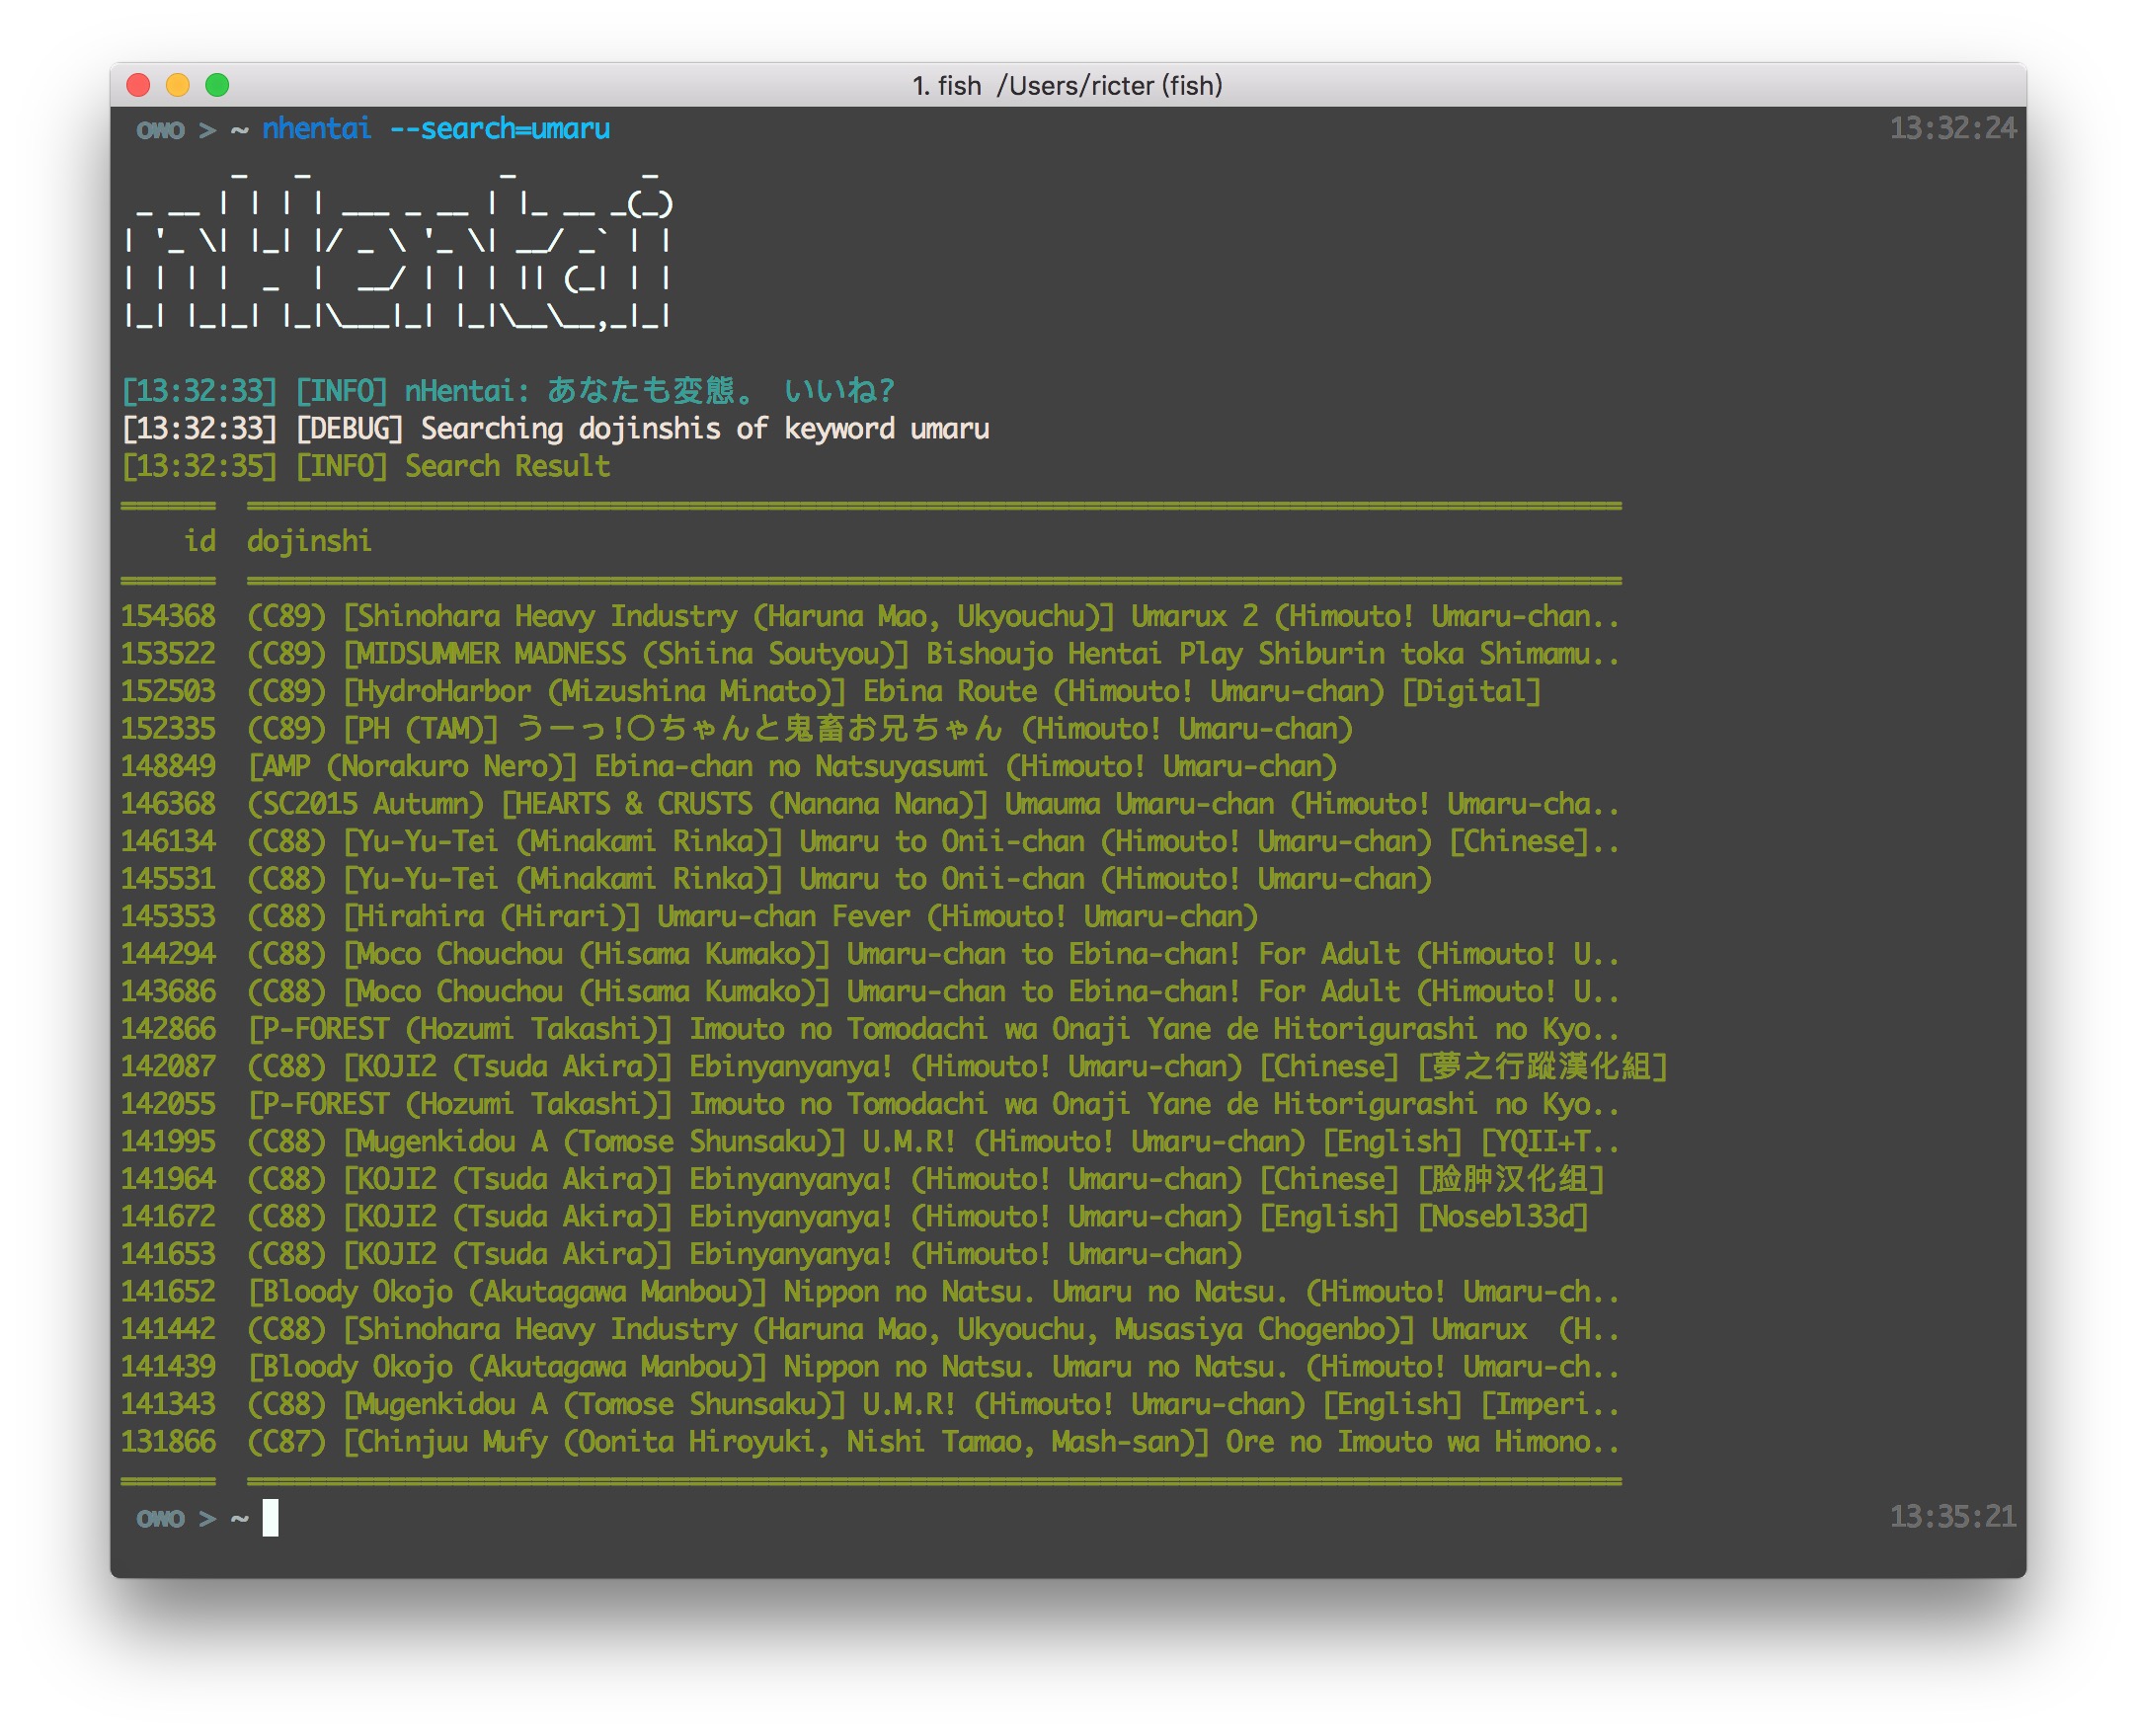 1. fish  /Users/ricter (fish)
owo > ~ nhentai --search=umaru 13:32:24
       _   _            _        _
 _ __ | | | | ___ _ __ | |_ __ _(_)
| '_ \| |_| |/ _ \ '_ \| __/ _` | |
| | | |  _  |  __/ | | | || (_| | |
|_| |_|_| |_|\___|_| |_|\__\__,_|_|
[13:32:33] [INFO] nHentai: あなたも変態。 いいね?
[13:32:33] [DEBUG] Searching dojinshis of keyword umaru
[13:32:35] [INFO] Search Result
id  dojinshi
154368  (C89) [Shinohara Heavy Industry (Haruna Mao, Ukyouchu)] Umarux 2 (Himouto! Umaru-chan..
153522  (C89) [MIDSUMMER MADNESS (Shiina Soutyou)] Bishoujo Hentai Play Shiburin toka Shimamu..
152503  (C89) [HydroHarbor (Mizushina Minato)] Ebina Route (Himouto! Umaru-chan) [Digital]
152335  (C89) [PH (TAM)] うーっ!○ちゃんと鬼畜お兄ちゃん (Himouto! Umaru-chan)
148849  [AMP (Norakuro Nero)] Ebina-chan no Natsuyasumi (Himouto! Umaru-chan)
146368  (SC2015 Autumn) [HEARTS & CRUSTS (Nanana Nana)] Umauma Umaru-chan (Himouto! Umaru-cha..
146134  (C88) [Yu-Yu-Tei (Minakami Rinka)] Umaru to Onii-chan (Himouto! Umaru-chan) [Chinese]..
145531  (C88) [Yu-Yu-Tei (Minakami Rinka)] Umaru to Onii-chan (Himouto! Umaru-chan)
145353  (C88) [Hirahira (Hirari)] Umaru-chan Fever (Himouto! Umaru-chan)
144294  (C88) [Moco Chouchou (Hisama Kumako)] Umaru-chan to Ebina-chan! For Adult (Himouto! U..
143686  (C88) [Moco Chouchou (Hisama Kumako)] Umaru-chan to Ebina-chan! For Adult (Himouto! U..
142866  [P-FOREST (Hozumi Takashi)] Imouto no Tomodachi wa Onaji Yane de Hitorigurashi no Kyo..
142087  (C88) [KOJI2 (Tsuda Akira)] Ebinyanyanya! (Himouto! Umaru-chan) [Chinese] [夢之行蹤漢化組]
142055  [P-FOREST (Hozumi Takashi)] Imouto no Tomodachi wa Onaji Yane de Hitorigurashi no Kyo..
141995  (C88) [Mugenkidou A (Tomose Shunsaku)] U.M.R! (Himouto! Umaru-chan) [English] [YQII+T..
141964  (C88) [KOJI2 (Tsuda Akira)] Ebinyanyanya! (Himouto! Umaru-chan) [Chinese] [脸肿汉化组]
141672  (C88) [KOJI2 (Tsuda Akira)] Ebinyanyanya! (Himouto! Umaru-chan) [English] [Nosebl33d]
141653  (C88) [KOJI2 (Tsuda Akira)] Ebinyanyanya! (Himouto! Umaru-chan)
141652  [Bloody Okojo (Akutagawa Manbou)] Nippon no Natsu. Umaru no Natsu. (Himouto! Umaru-ch..
141442  (C88) [Shinohara Heavy Industry (Haruna Mao, Ukyouchu, Musasiya Chogenbo)] Umarux  (H..
141439  [Bloody Okojo (Akutagawa Manbou)] Nippon no Natsu. Umaru no Natsu. (Himouto! Umaru-ch..
141343  (C88) [Mugenkidou A (Tomose Shunsaku)] U.M.R! (Himouto! Umaru-chan) [English] [Imperi..
131866  (C87) [Chinjuu Mufy (Oonita Hiroyuki, Nishi Tamao, Mash-san)] Ore no Imouto wa Himono..
owo > ~ 13:35:21